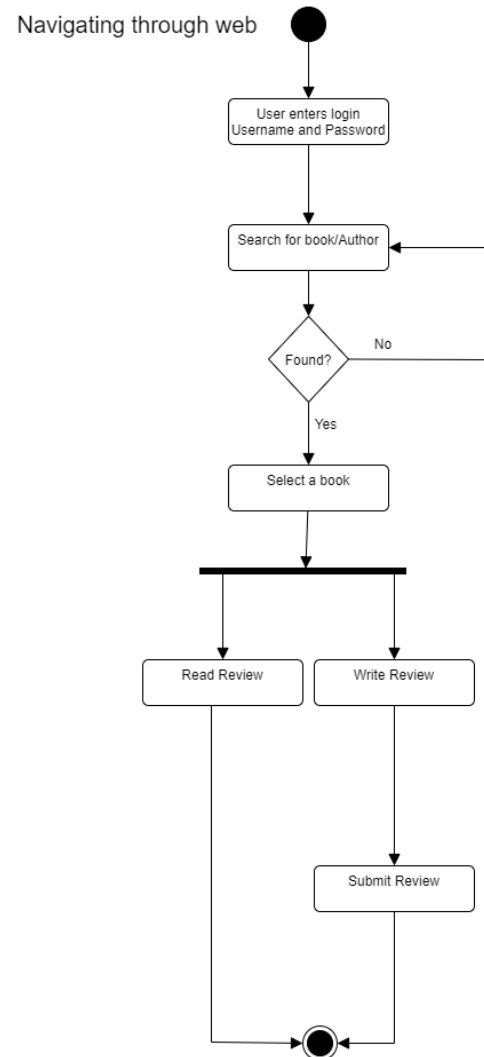 Navigating through web
User enters login
Username and Password
Search for book/Author
Found?
No
Yes
Select a book
Read Review
Write Review
Submit Review